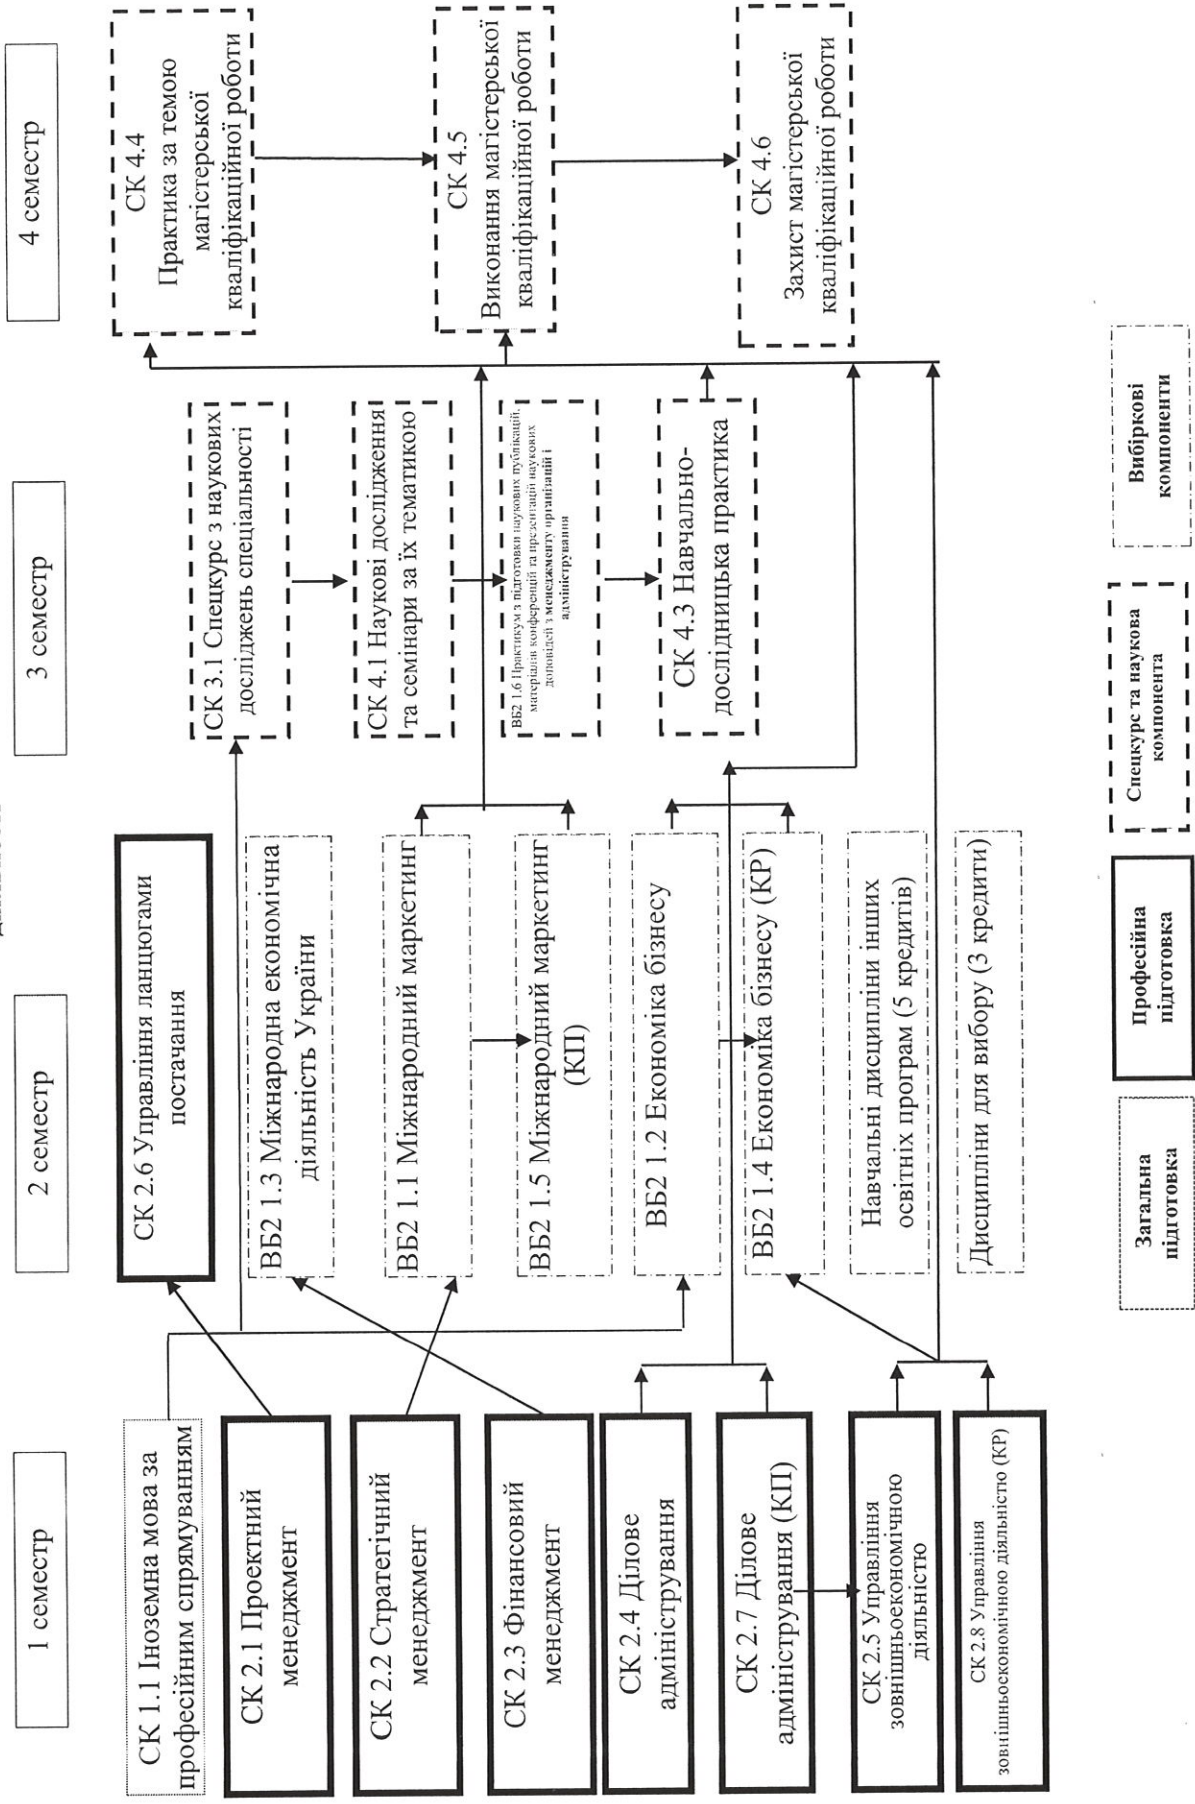 1 семестр
2 семестр
3 семестр
4 семестр
СК 1.1 Іноземна мова за
професійним спрямуванням
СК 2.1 Проектний
менеджмент
СК 2.2 Стратегічний
менеджмент
СК 2.3 Фінансовий
менеджмент
СК 2.4 Ділове
адміністрування
СК 2.7 Ділове
адміністрування (КП)
СК 2.5 Управління
зовнішньоекономічною
діяльністю
СК 2.8 Управління
зовнішньоекономічною діяльністю (КР)
СК 2.6 Управління ланцюгами
постачання
ВБ2 1.3 Міжнародна економічна
діяльність України
ВБ2 1.1 Міжнародний маркетинг
ВБ2 1.5 Міжнародний маркетинг
(КП)
ВБ2 1.2 Економіка бізнесу
ВБ2 1.4 Економіка бізнесу (КР)
Навчальні дисципліни інших
освітніх програм (5 кредитів)
Дисципліни для вибору (3 кредити)
СК 3.1 Спецкурс з наукових
досліджень спеціальності
СК 4.1 Наукові дослідження
та семінари за їх тематикою
ВБ2 1.6 Практикум з підготовки наукових публікацій,
матеріалів конференцій та презентацій наукових
доповідей з менеджменту організацій і
адміністрування
СК 4.3 Навчально-
дослідницька практика
СК 4.4
Практика за темою
магістерської
кваліфікаційної роботи
СК 4.5
Виконання магістерської
кваліфікаційної роботи
СК 4.6
Захист магістерської
кваліфікаційної роботи
Загальна
підготовка
Професійна
підготовка
Спецкурс та наукова
компонента
Вибіркові
компоненти